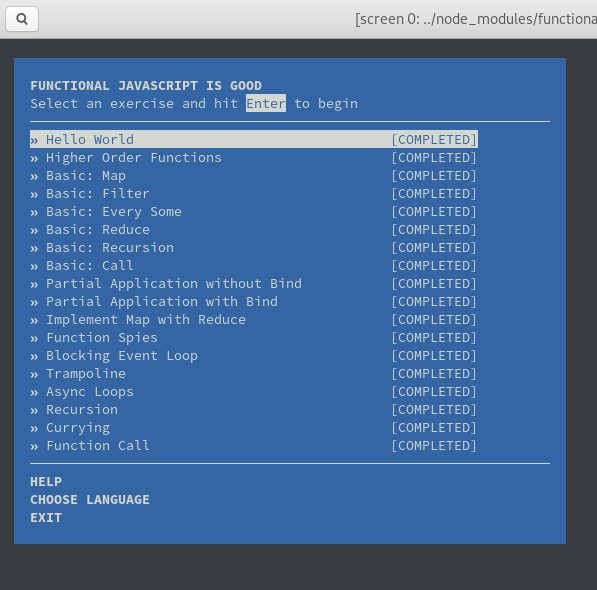 [screen 0: ../node_modules/functiona
FUNCTIONAL JAVASCRIPT IS GOOD
Select an exercise and hit Enter to begin
» Hello World [COMPLETED]
» Higher Order Functions [COMPLETED]
» Basic: Map [COMPLETED]
» Basic: Filter [COMPLETED]
» Basic: Every Some [COMPLETED]
» Basic: Reduce [COMPLETED]
» Basic: Recursion [COMPLETED]
» Basic: Call [COMPLETED]
» Partial Application without Bind [COMPLETED]
» Partial Application with Bind [COMPLETED]
» Implement Map with Reduce [COMPLETED]
» Function Spies [COMPLETED]
» Blocking Event Loop [COMPLETED]
» Trampoline [COMPLETED]
» Async Loops [COMPLETED]
» Recursion [COMPLETED]
» Currying [COMPLETED]
» Function Call [COMPLETED]
HELP
CHOOSE LANGUAGE
EXIT